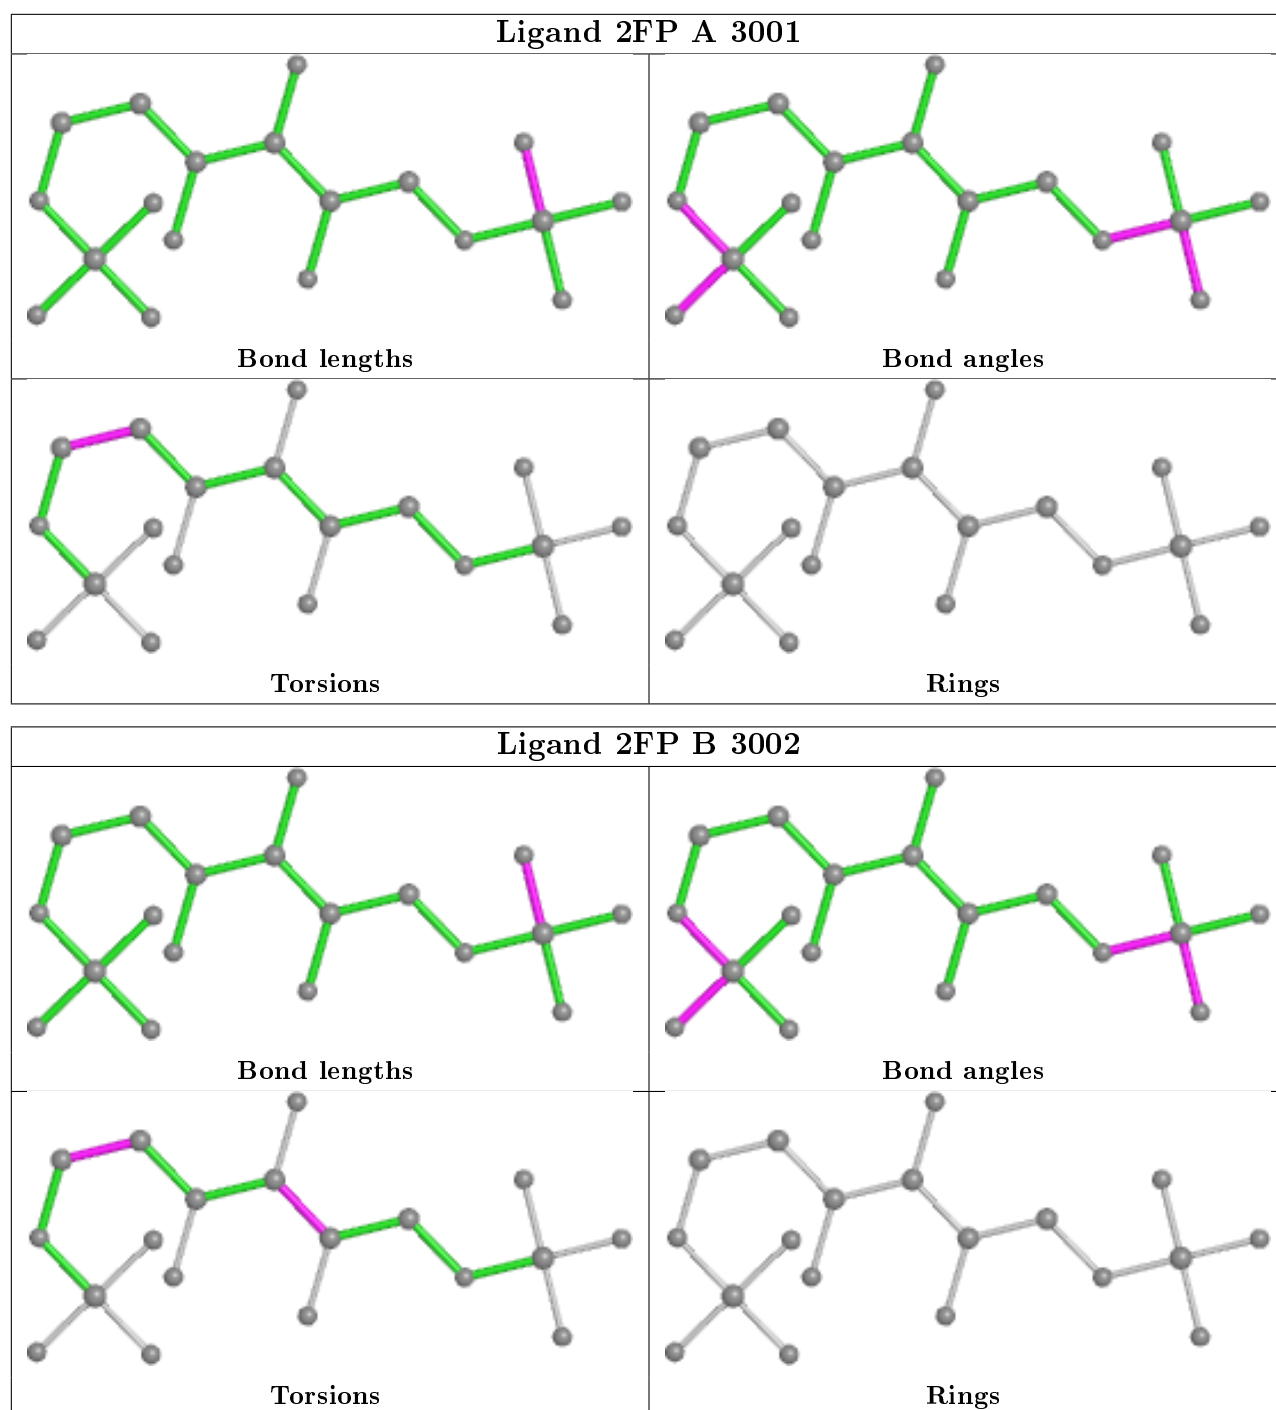 Ligand 2FP A 3001
Bond lengths
Bond angles
Torsions
Rings
Ligand 2FP B 3002
Bond lengths
Bond angles
Torsions
Rings